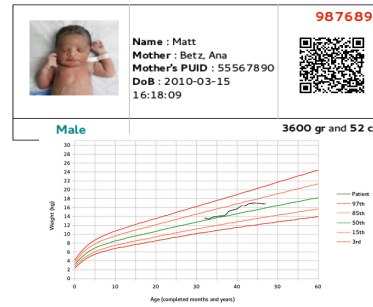 987689
Name : Matt
Mother : Betz, Ana
Mother's PUID : 55567890
DoB : 2010-03-15
16:18:09
Male
3600 gr and 52 c
30
28
26
24
22
20
18
16
14
12
10
8
6
4
2
0
Weight (kg)
0
10
20
30
40
50
60
Age (completed months and years)
Patient
97th
85th
50th
15th
3rd